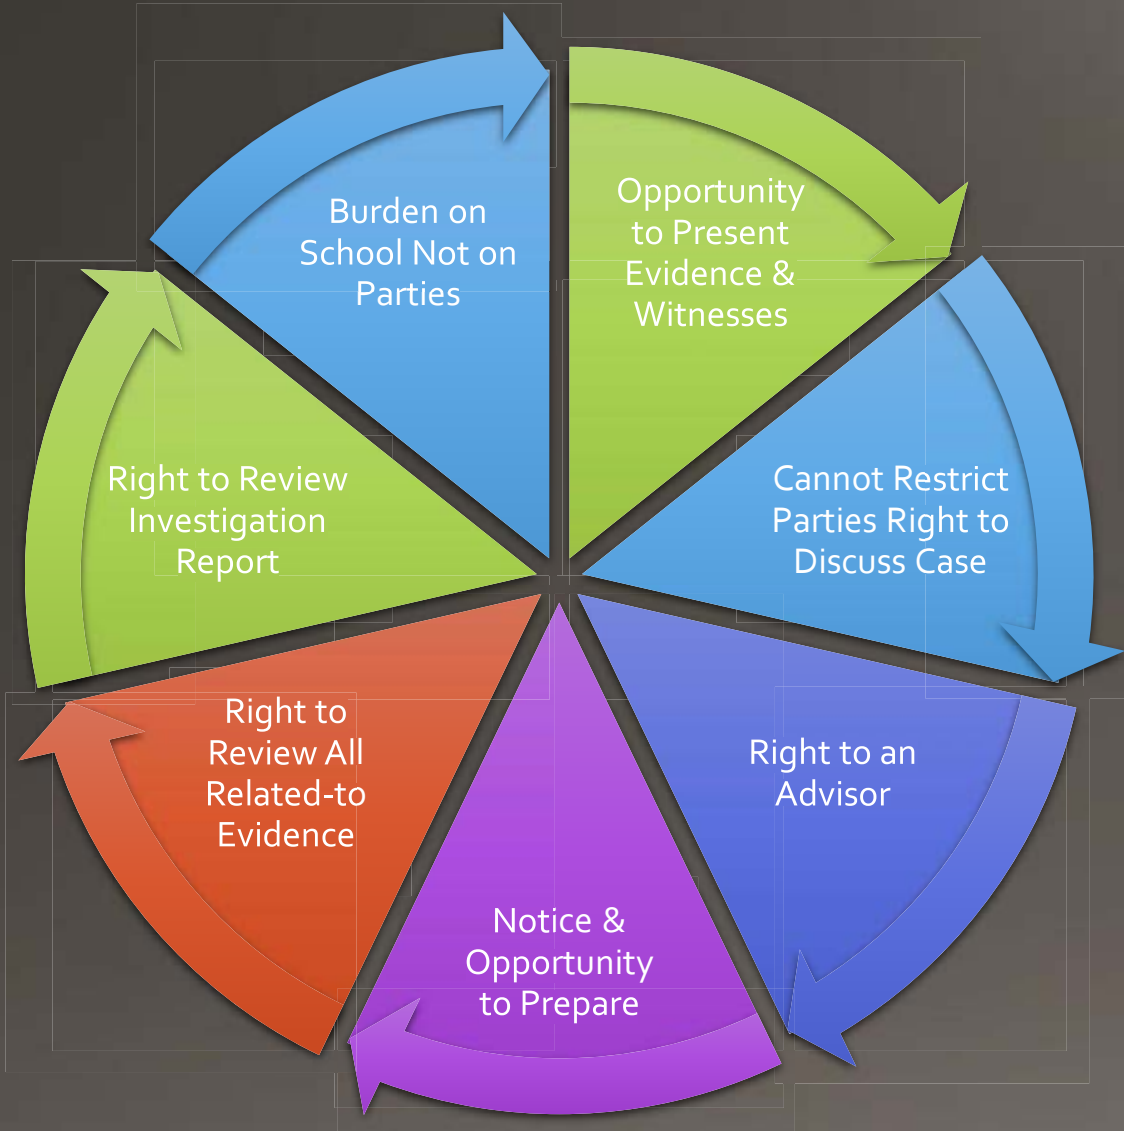 Burden on
School Not on
Parties
Opportunity
to Present
Evidence &
Witnesses
Cannot Restrict
Parties Right to
Discuss Case
Right to an
Advisor
Notice &
Opportunity
to Prepare
Right to
Review All
Related-to
Evidence
Right to Review
Investigation
Report